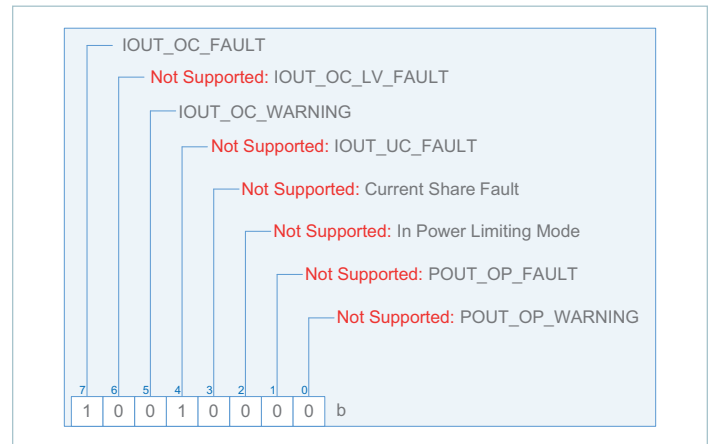 IOUT_OC_FAULT
Not Supported: IOUT_OC_LV_FAULT
IOUT_OC_WARNING
Not Supported: IOUT_UC_FAULT
Not Supported: Current Share Fault
Not Supported: In Power Limiting Mode
Not Supported: POUT_OP_FAULT
Not Supported: POUT_OP_WARNING
7 6 5 4 3 2 1 0
1 0 0 1 0 0 0 0 b